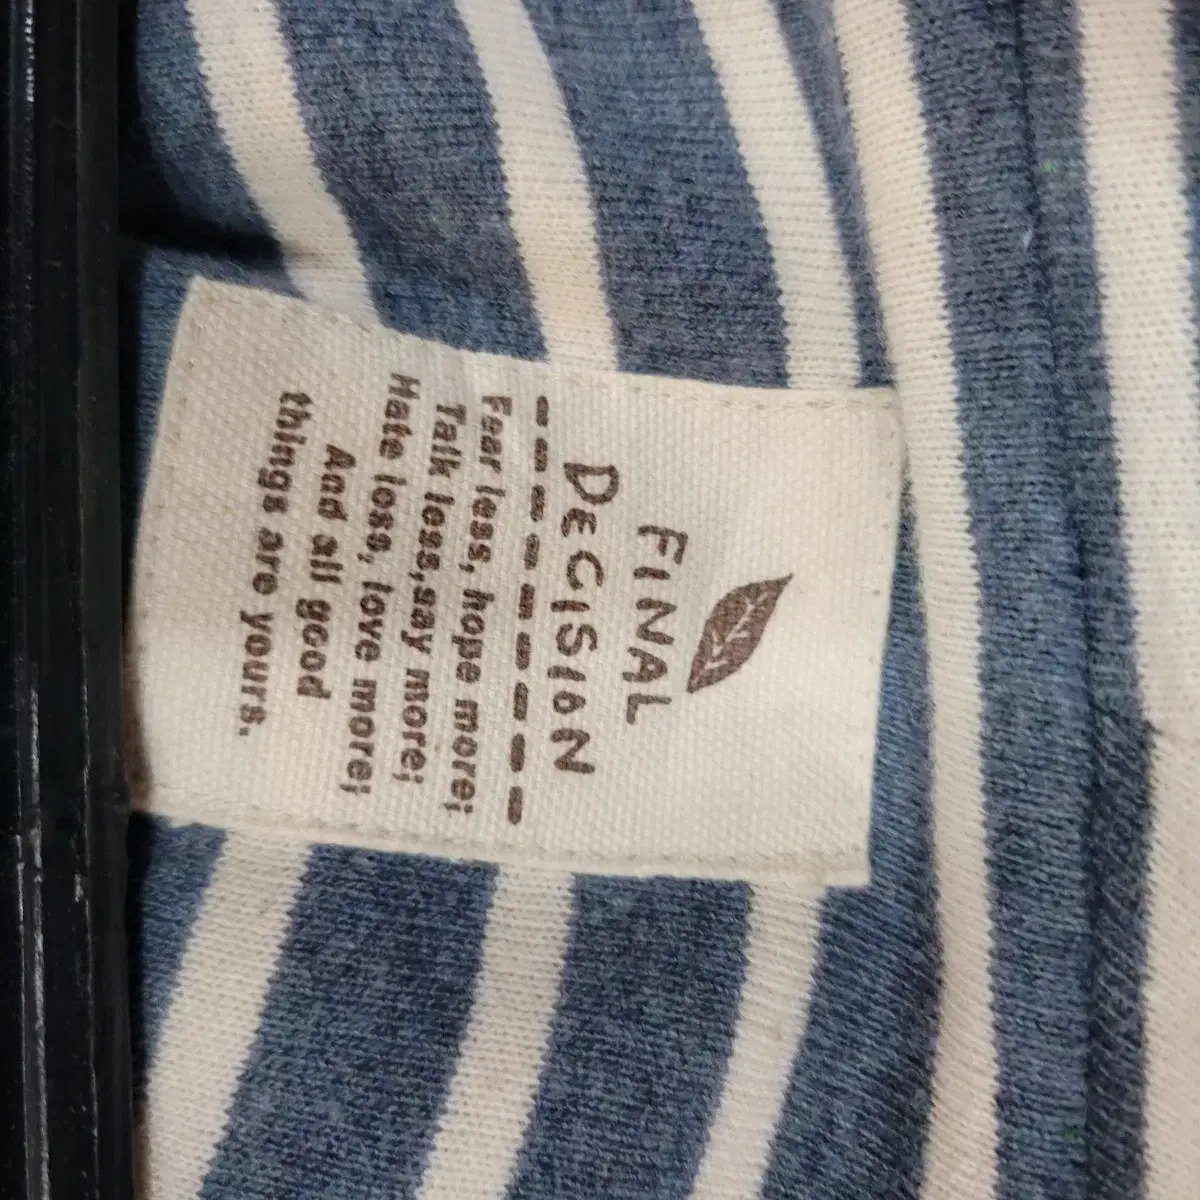 FINAL
DECISION
Fear less, hope more;
Talk less,say more;
Hate less, love more;
And all good
things are yours.